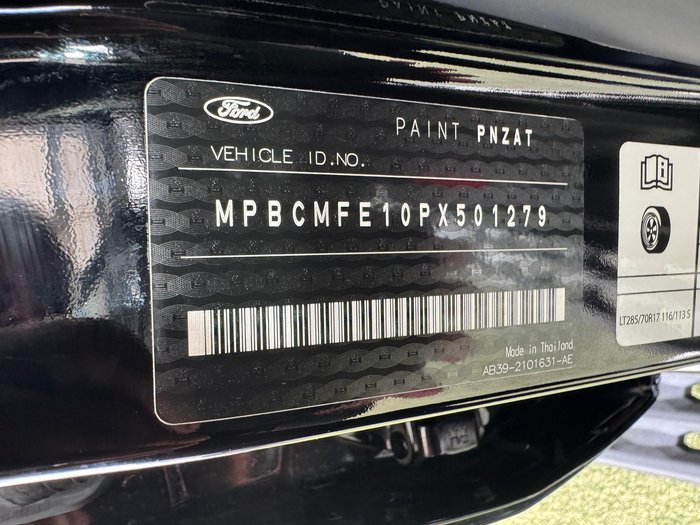 Ford
PAINT PNZAT
VEHICLE ID.NO.
MPBCMFE10PX501279
Made in Thailand
AB39-2101631-AE
LT285/70R17 116/113 S